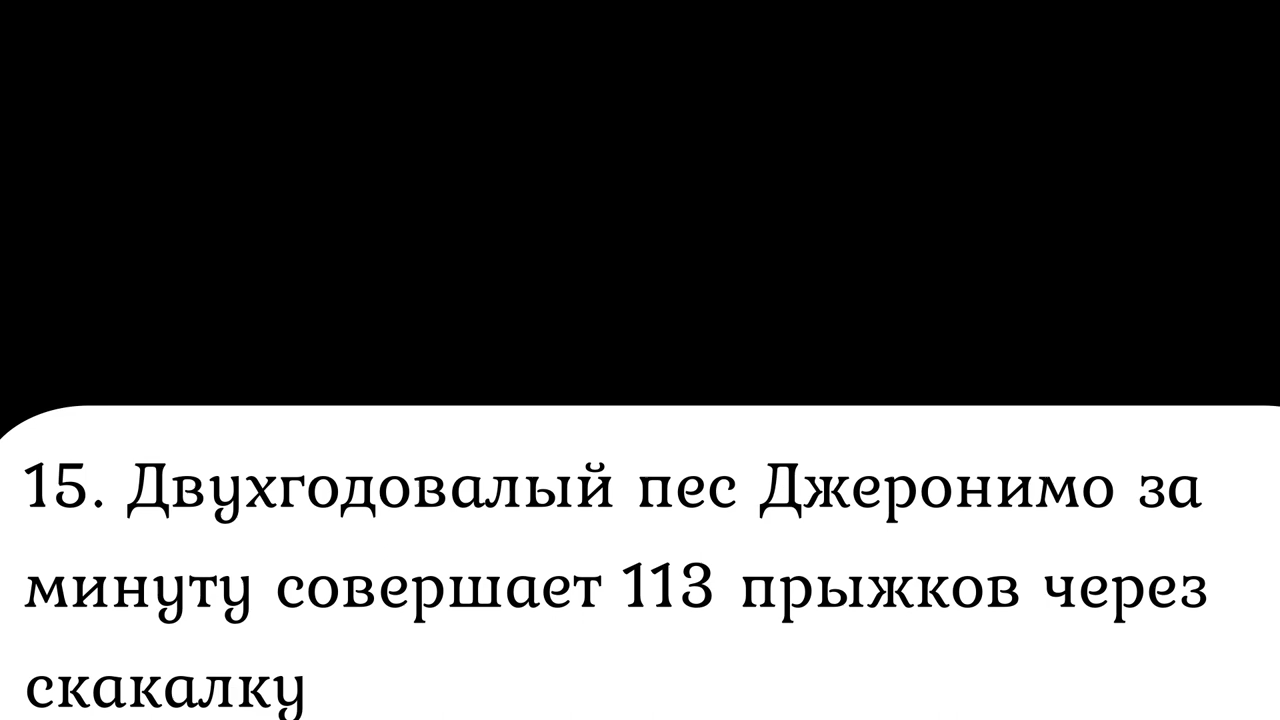 15. Двухгодовалый пес Джеронимо за
минуту совершает 113 прыжков через
скакалку